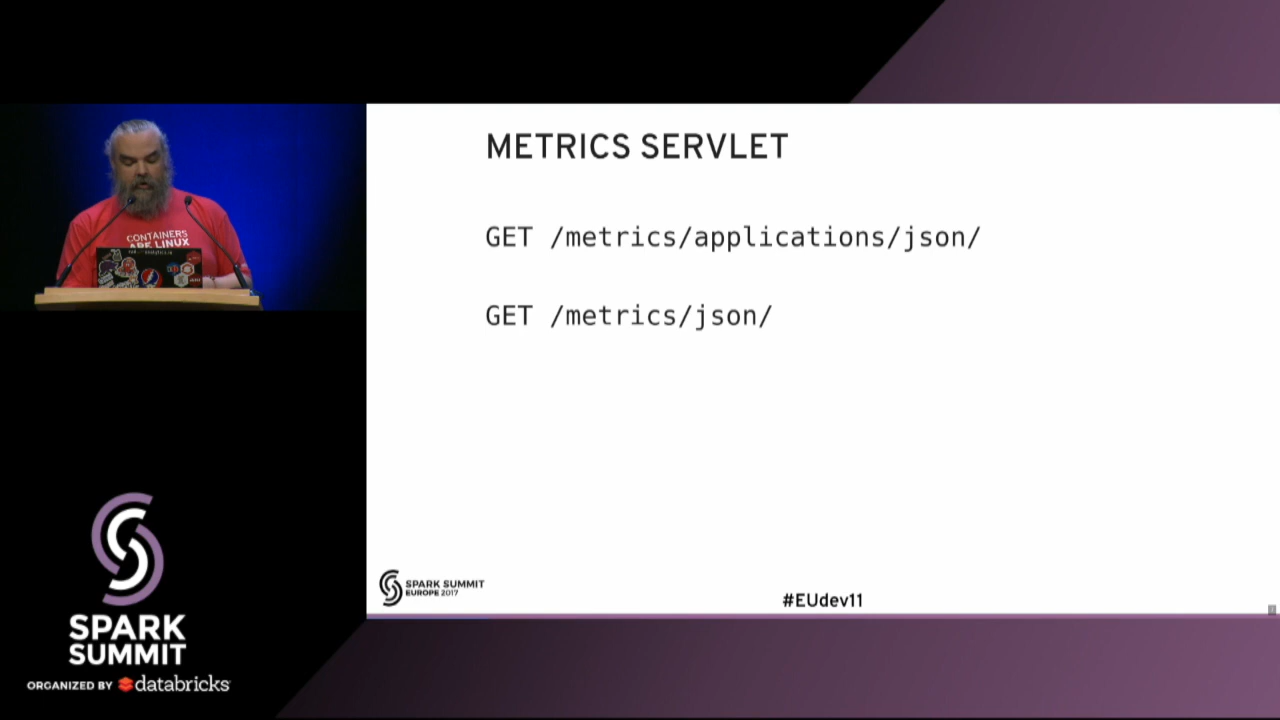 METRICS SERVLET
GET /metrics/applications/json/
GET /metrics/json/
CONTAINERS
ARE LINUX
SPARK SUMMIT
EUROPE 2017
#EUdev11
SPARK
SUMMIT
ORGANIZED BY databricks